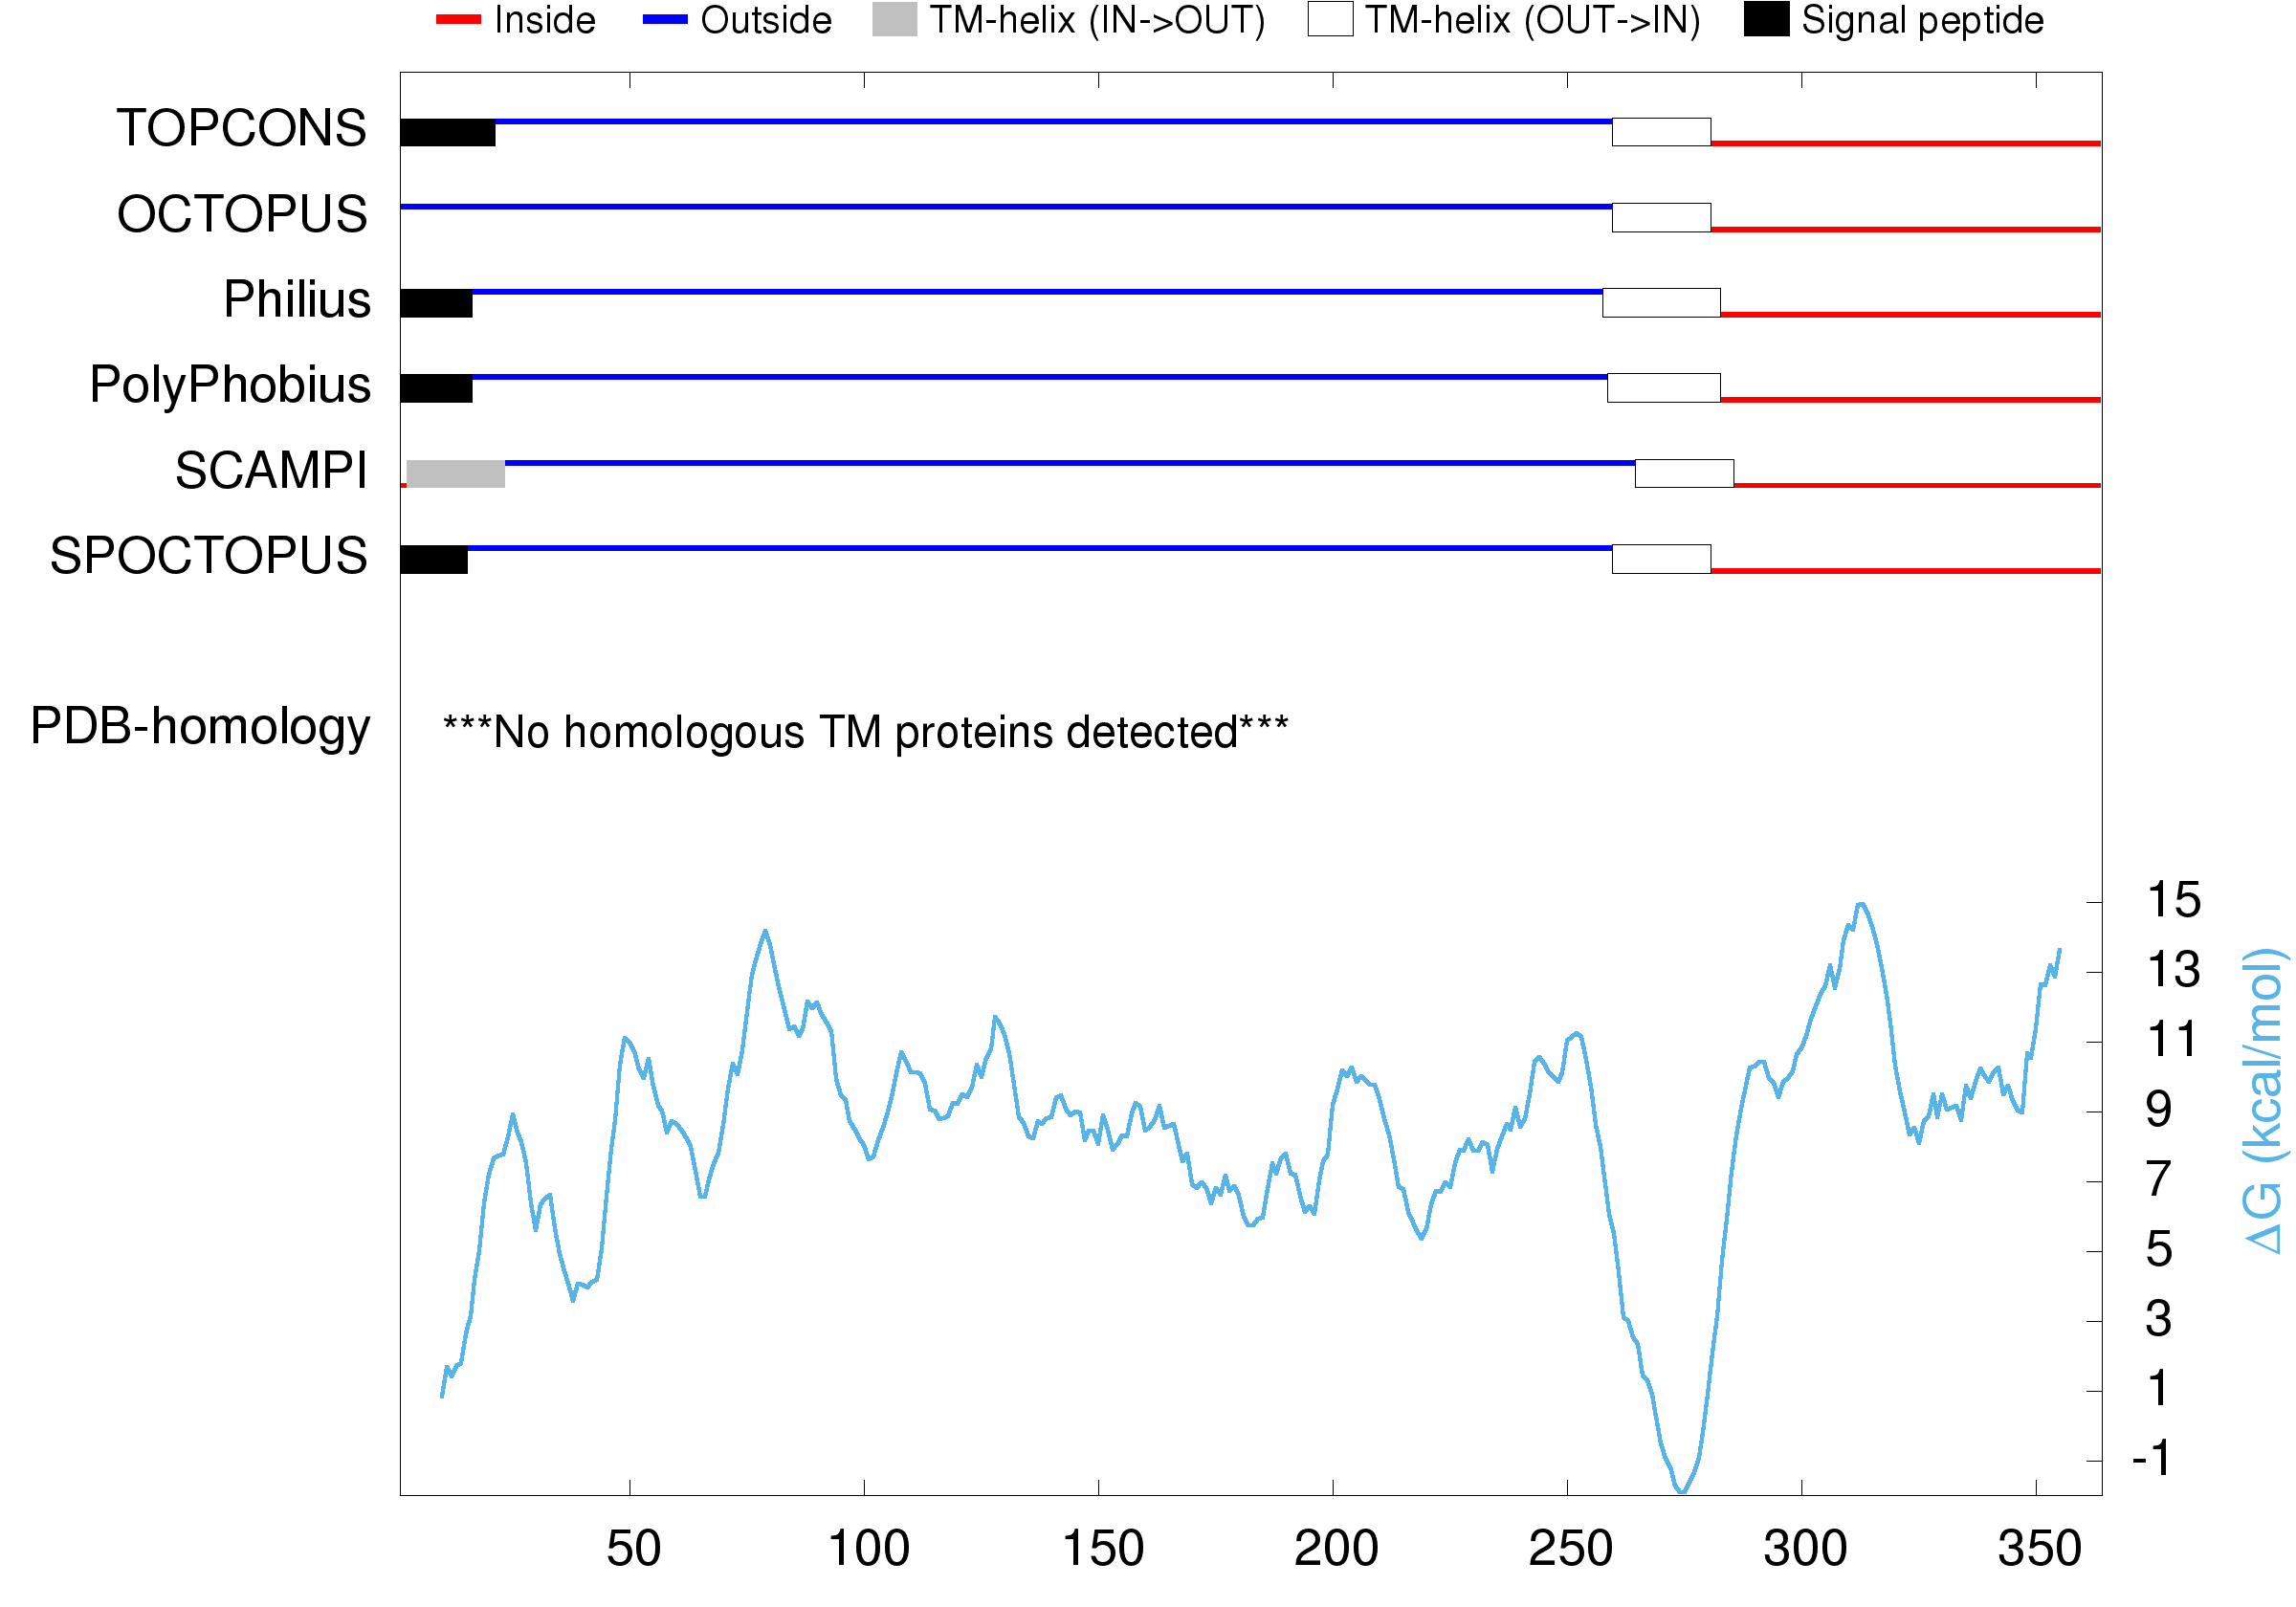 Inside Outside TM-helix (IN->OUT) TM-helix (OUT->IN) Signal peptide
TOPCONS
OCTOPUS
Philius
PolyPhobius
SCAMPI
SPOCTOPUS
PDB-homology ***No homologous TM proteins detected***
15
13
11
9
7
5
3
1
-1
ΔG (kcal/mol)
50 100 150 200 250 300 350